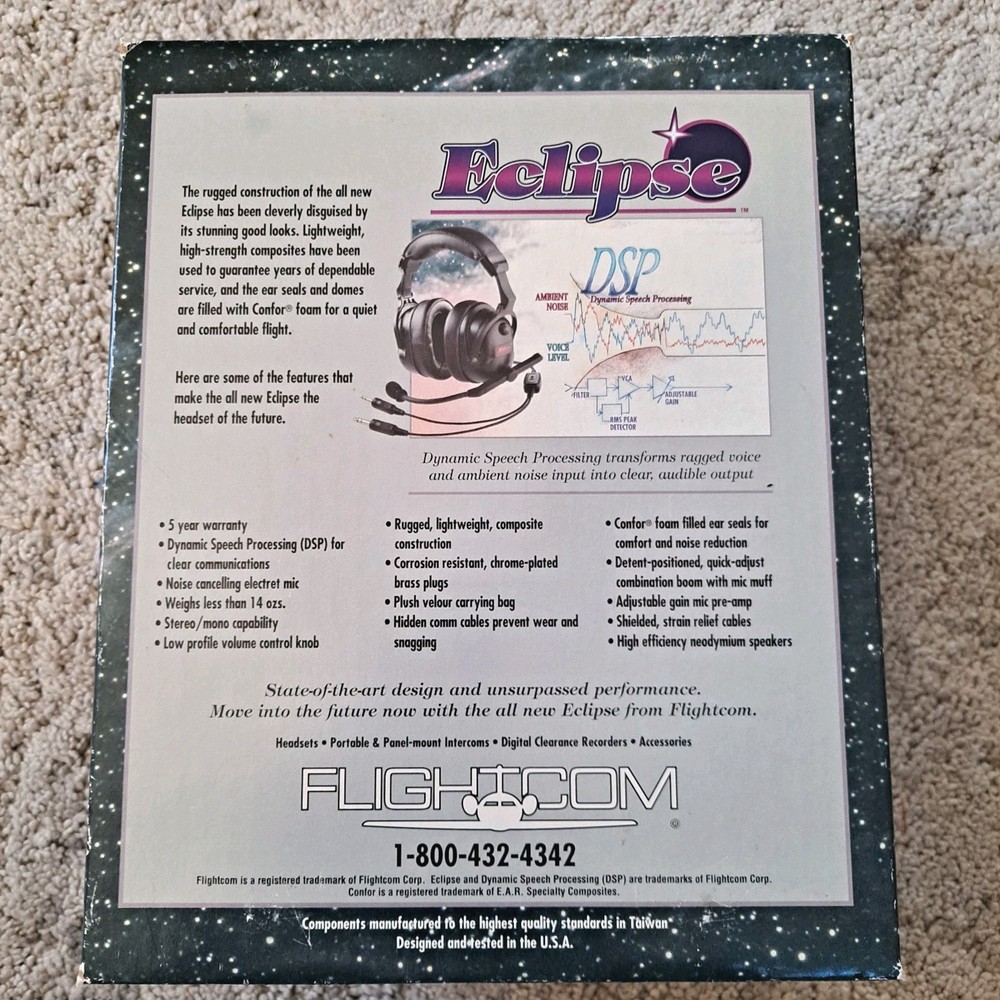 Eclipse™
The rugged construction of the all new
Eclipse has been cleverly disguised by
its stunning good looks. Lightweight,
high-strength composites have been
used to guarantee years of dependable
service, and the ear seals and domes
are filled with Confor® foam for a quiet
and comfortable flight.
Here are some of the features that
make the all new Eclipse the
headset of the future.
DSP
Dynamic Speech Processing
AMBIENT
NOISE
VOICE
LEVEL
FILTER
VCA
ADJUSTABLE
GAIN
RMS PEAK
DETECTOR
Dynamic Speech Processing transforms ragged voice
and ambient noise input into clear, audible output
• 5 year warranty
• Dynamic Speech Processing (DSP) for
clear communications
• Noise cancelling electret mic
• Weighs less than 14 ozs.
• Stereo/mono capability
• Low profile volume control knob
• Rugged, lightweight, composite
construction
• Corrosion resistant, chrome-plated
brass plugs
• Plush velour carrying bag
• Hidden comm cables prevent wear and
snagging
• Confor® foam filled ear seals for
comfort and noise reduction
• Detent-positioned, quick-adjust
combination boom with mic muff
• Adjustable gain mic pre-amp
• Shielded, strain relief cables
• High efficiency neodymium speakers
State-of-the-art design and unsurpassed performance.
Move into the future now with the all new Eclipse from Flightcom.
Headsets • Portable & Panel-mount Intercoms • Digital Clearance Recorders • Accessories
FLIGHTCOM®
1-800-432-4342
Flightcom is a registered trademark of Flightcom Corp. Eclipse and Dynamic Speech Processing (DSP) are trademarks of Flightcom Corp.
Confor is a registered trademark of E.A.R. Specialty Composites.
Components manufactured to the highest quality standards in Taiwan
Designed and tested in the U.S.A.